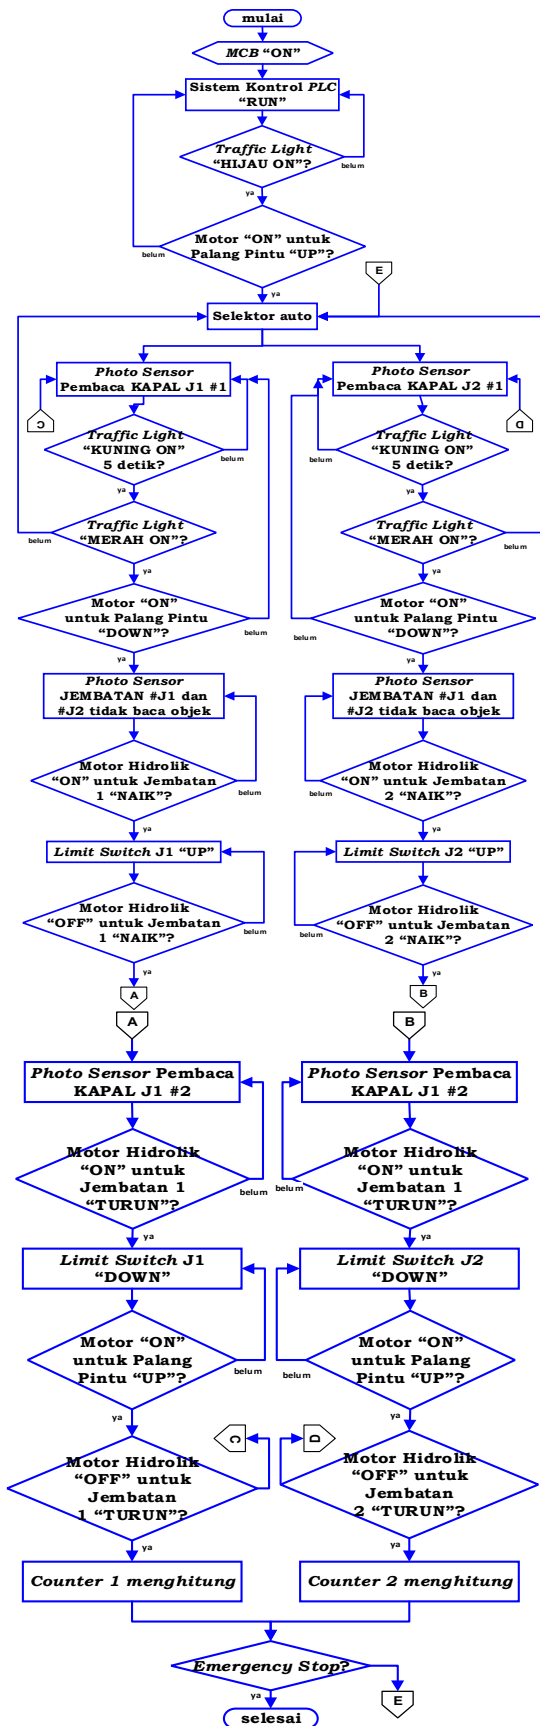 mulai
MCB “ON”
Sistem Kontrol PLC
“RUN”
Traffic Light
“HIJAU ON”?
belum
ya
Motor “ON” untuk
Palang Pintu “UP”?
belum
ya
E
Selektor auto
Photo Sensor
Pembaca KAPAL J1 #1
C
Traffic Light
“KUNING ON”
5 detik?
belum
ya
Traffic Light
“MERAH ON”?
belum
ya
Motor “ON”
untuk Palang Pintu
“DOWN”?
belum
ya
Photo Sensor
JEMBATAN #J1 dan
#J2 tidak baca objek
Motor Hidrolik
“ON” untuk Jembatan
1 “NAIK”?
belum
ya
Limit Switch J1 “UP”
Motor Hidrolik
“OFF” untuk Jembatan
1 “NAIK”?
belum
ya
A
Photo Sensor
Pembaca KAPAL J2 #1
D
Traffic Light
“KUNING ON”
5 detik?
belum
ya
Traffic Light
“MERAH ON”?
belum
ya
Motor “ON”
untuk Palang Pintu
“DOWN”?
belum
ya
Photo Sensor
JEMBATAN #J1 dan
#J2 tidak baca objek
Motor Hidrolik
“ON” untuk Jembatan
2 “NAIK”?
belum
ya
Limit Switch J2 “UP”
Motor Hidrolik
“OFF” untuk Jembatan
2 “NAIK”?
belum
ya
B
A
Photo Sensor Pembaca
KAPAL J1 #2
Motor Hidrolik
“ON” untuk
Jembatan 1
“TURUN”?
belum
ya
Limit Switch J1
“DOWN”
Motor “ON”
untuk Palang
Pintu “UP”?
belum
ya
C
Motor Hidrolik
“OFF” untuk
Jembatan
1 “TURUN”?
ya
Counter 1 menghitung
B
Photo Sensor Pembaca
KAPAL J1 #2
Motor Hidrolik
“ON” untuk
Jembatan 1
“TURUN”?
belum
ya
Limit Switch J2
“DOWN”
Motor “ON”
untuk Palang
Pintu “UP”?
belum
ya
D
Motor Hidrolik
“OFF” untuk
Jembatan
2 “TURUN”?
ya
Counter 2 menghitung
Emergency Stop?
ya
E
selesai